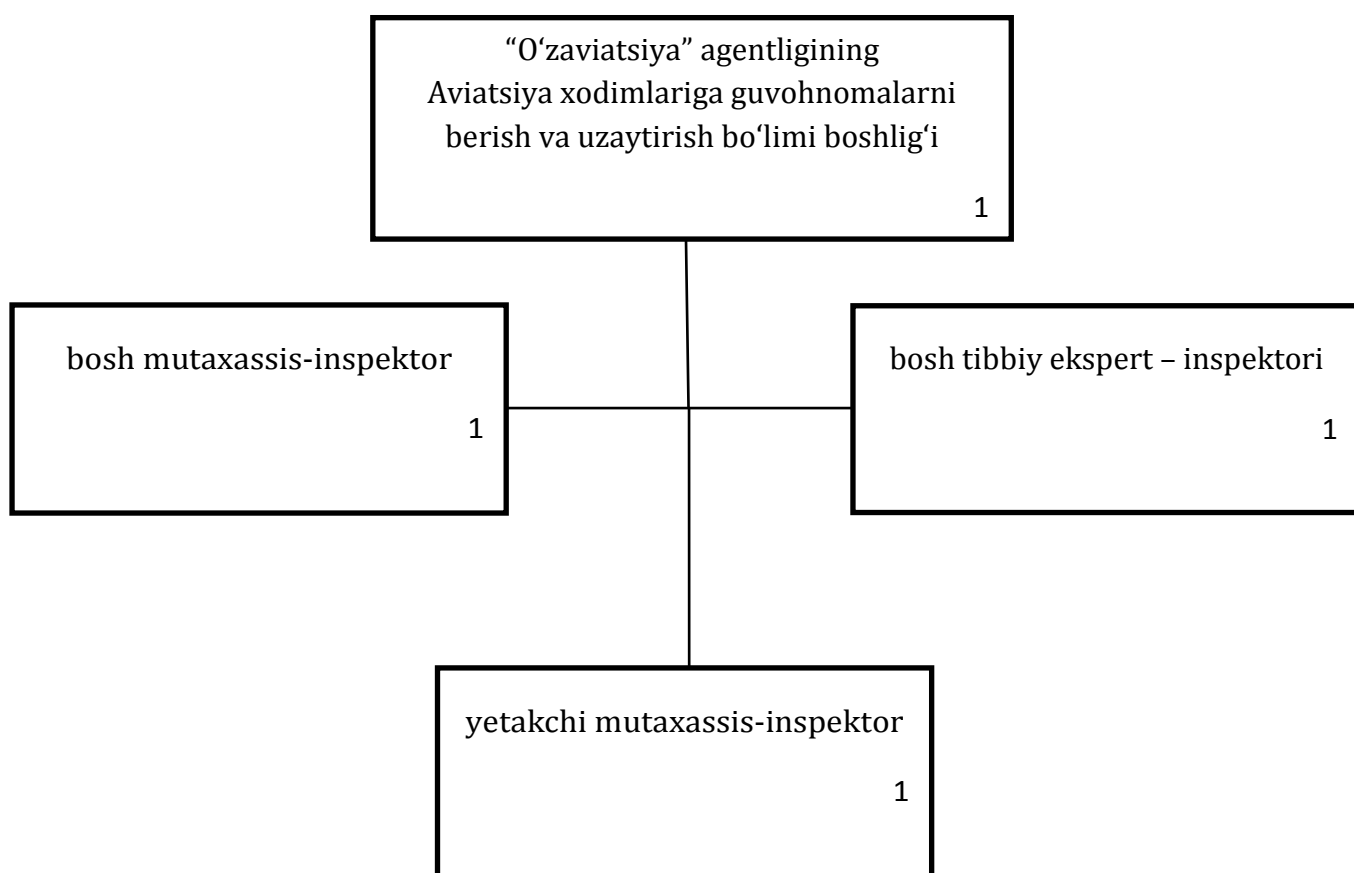 “O‘zaviatsiya” agentligining
Aviatsiya xodimlariga guvohnomalarni
berish va uzaytirish bo‘limi boshlig‘i
1
bosh mutaxassis-inspektor
1
bosh tibbiy ekspert – inspektori
1
yetakchi mutaxassis-inspektor
1